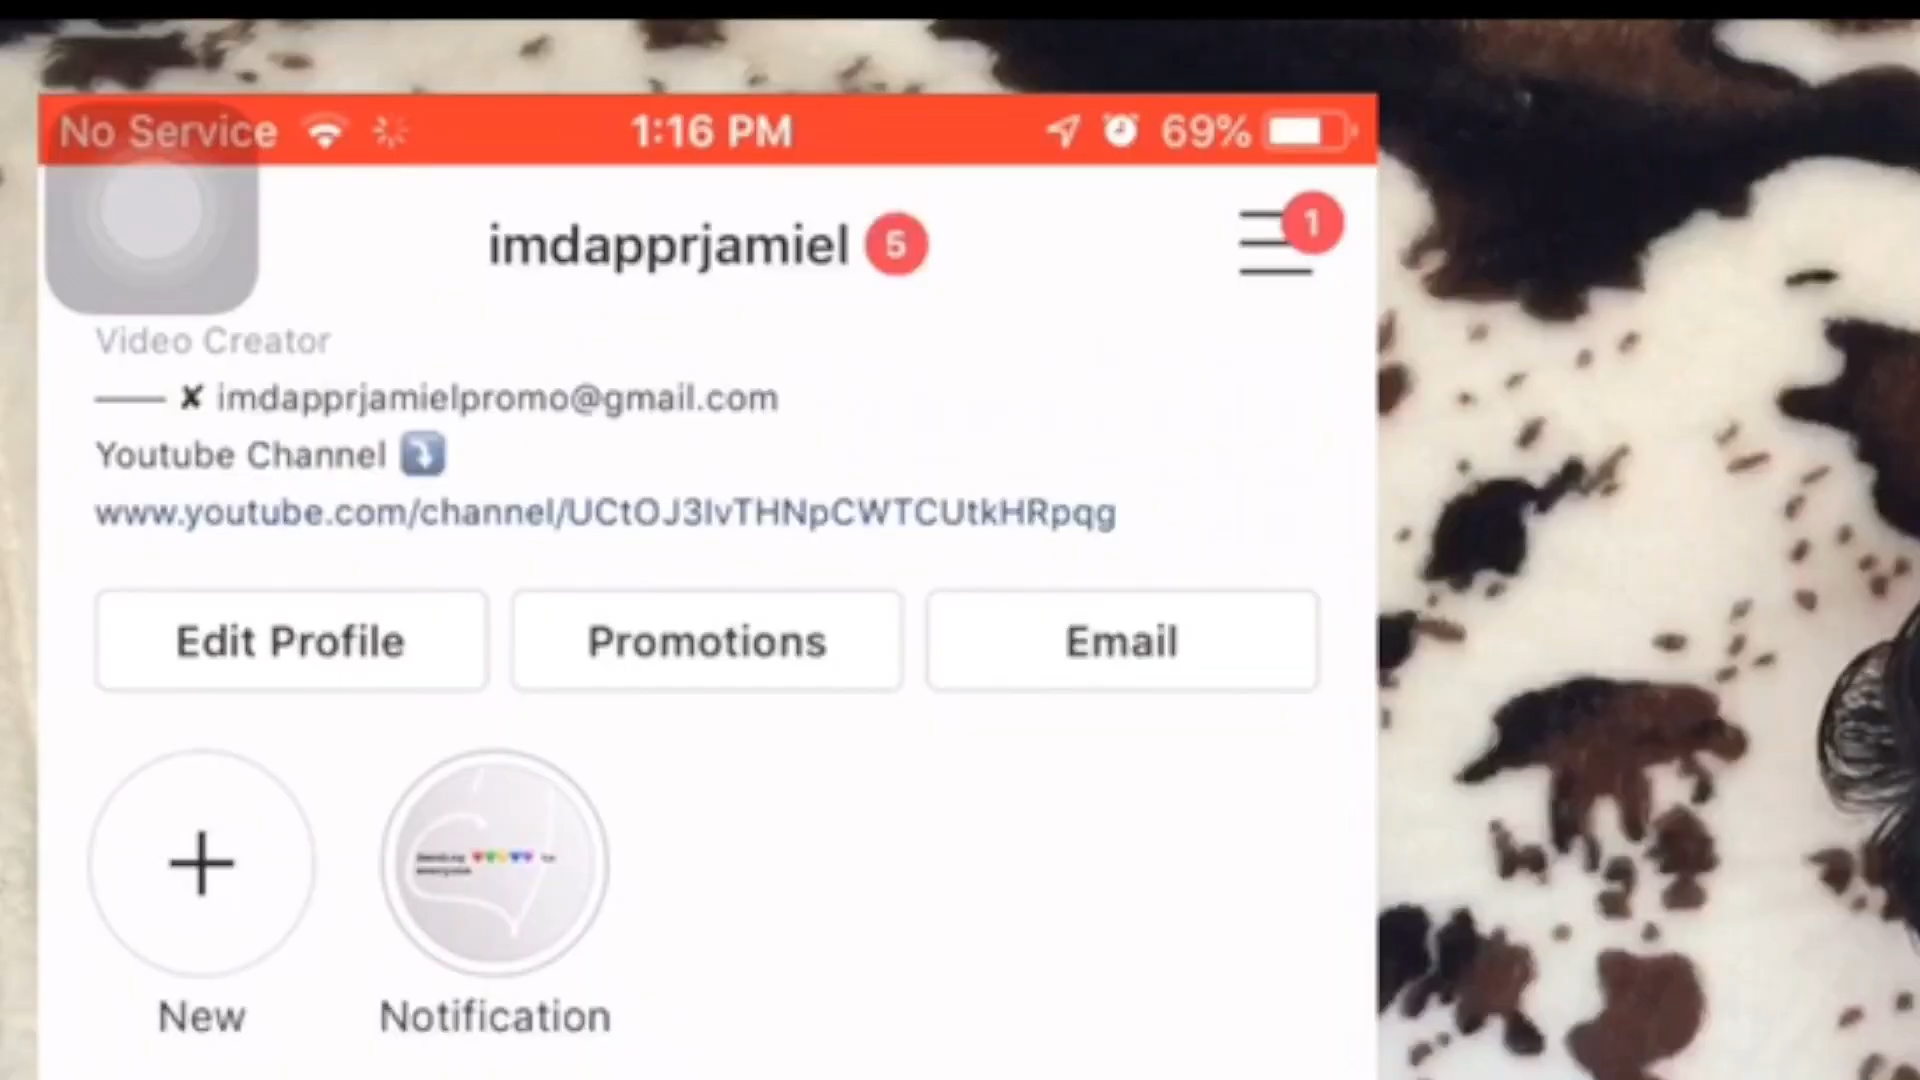 No Service 1:16 PM 69%
imdapprjamiel 5 1
Video Creator
—— ✘ imdapprjamielpromo@gmail.com
Youtube Channel ⤵️
www.youtube.com/channel/UCtOJ3IvTHNpCWTCUtkHRpqg
Edit Profile Promotions Email
New Notification